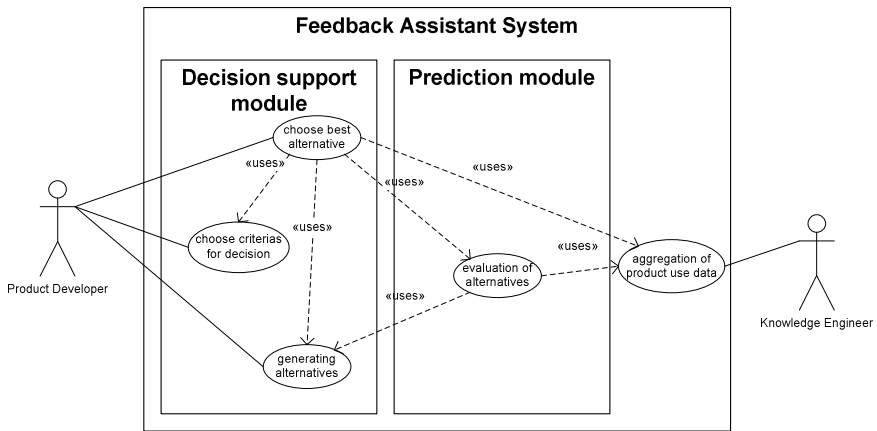 Feedback Assistant System
Decision support
module
Prediction module
choose best
alternative
«uses»
«uses»
«uses»
«uses»
choose criterias
for decision
«uses»
evaluation of
alternatives
aggregation of
product use data
Product Developer
«uses»
Knowledge Engineer
generating
alternatives